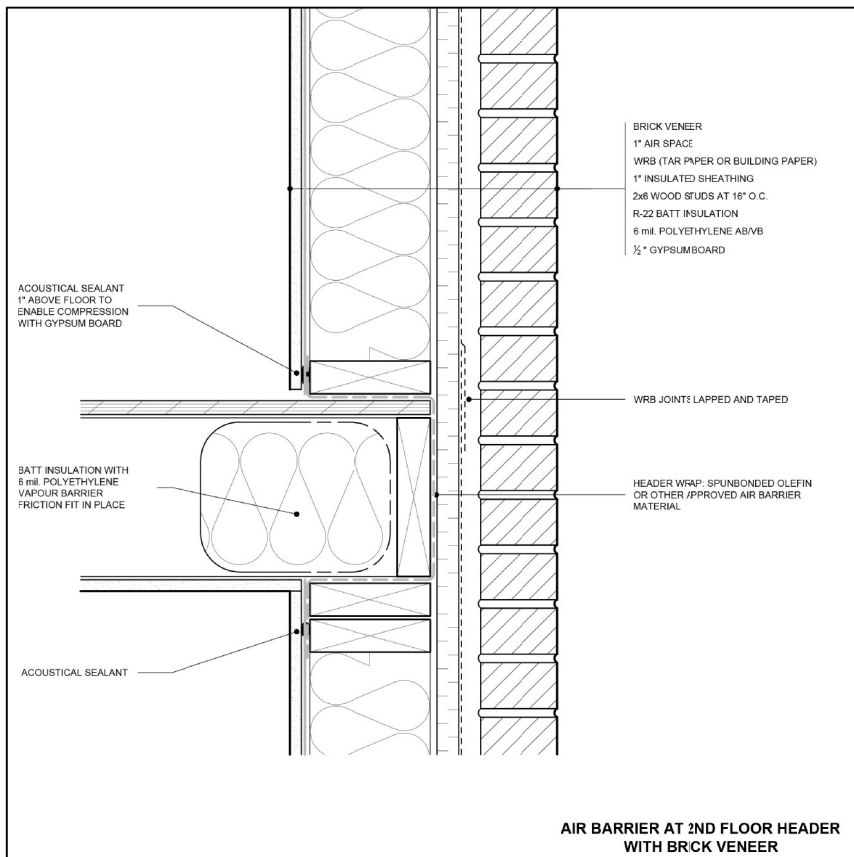 BRICK VENEER
1" AIR SPACE
WRB (TAR PAPER OR BUILDING PAPER)
1" INSULATED SHEATHING
2x6 WOOD STUDS AT 16" O.C.
R-22 BATT INSULATION
6 mil. POLYETHYLENE AB/VB
½" GYPSUMBOARD
ACOUSTICAL SEALANT
1" ABOVE FLOOR TO
ENABLE COMPRESSION
WITH GYPSUM BOARD
WRB JOINTS LAPPED AND TAPED
BATT INSULATION WITH
6 mil. POLYETHYLENE
VAPOUR BARRIER
FRICTION FIT IN PLACE
HEADER WRAP: SPUNBONDED OLEFIN
OR OTHER APPROVED AIR BARRIER
MATERIAL
ACOUSTICAL SEALANT
AIR BARRIER AT 2ND FLOOR HEADER
WITH BRICK VENEER